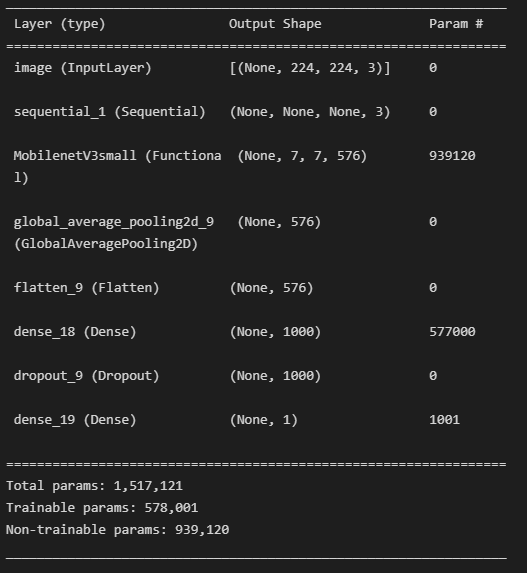 Layer (type) Output Shape Param #
=================================================================
image (InputLayer) [(None, 224, 224, 3)] 0
sequential_1 (Sequential) (None, None, None, 3) 0
MobilenetV3small (Functiona (None, 7, 7, 576) 939120
l)
global_average_pooling2d_9 (None, 576) 0
(GlobalAveragePooling2D)
flatten_9 (Flatten) (None, 576) 0
dense_18 (Dense) (None, 1000) 577000
dropout_9 (Dropout) (None, 1000) 0
dense_19 (Dense) (None, 1) 1001
=================================================================
Total params: 1,517,121
Trainable params: 578,001
Non-trainable params: 939,120